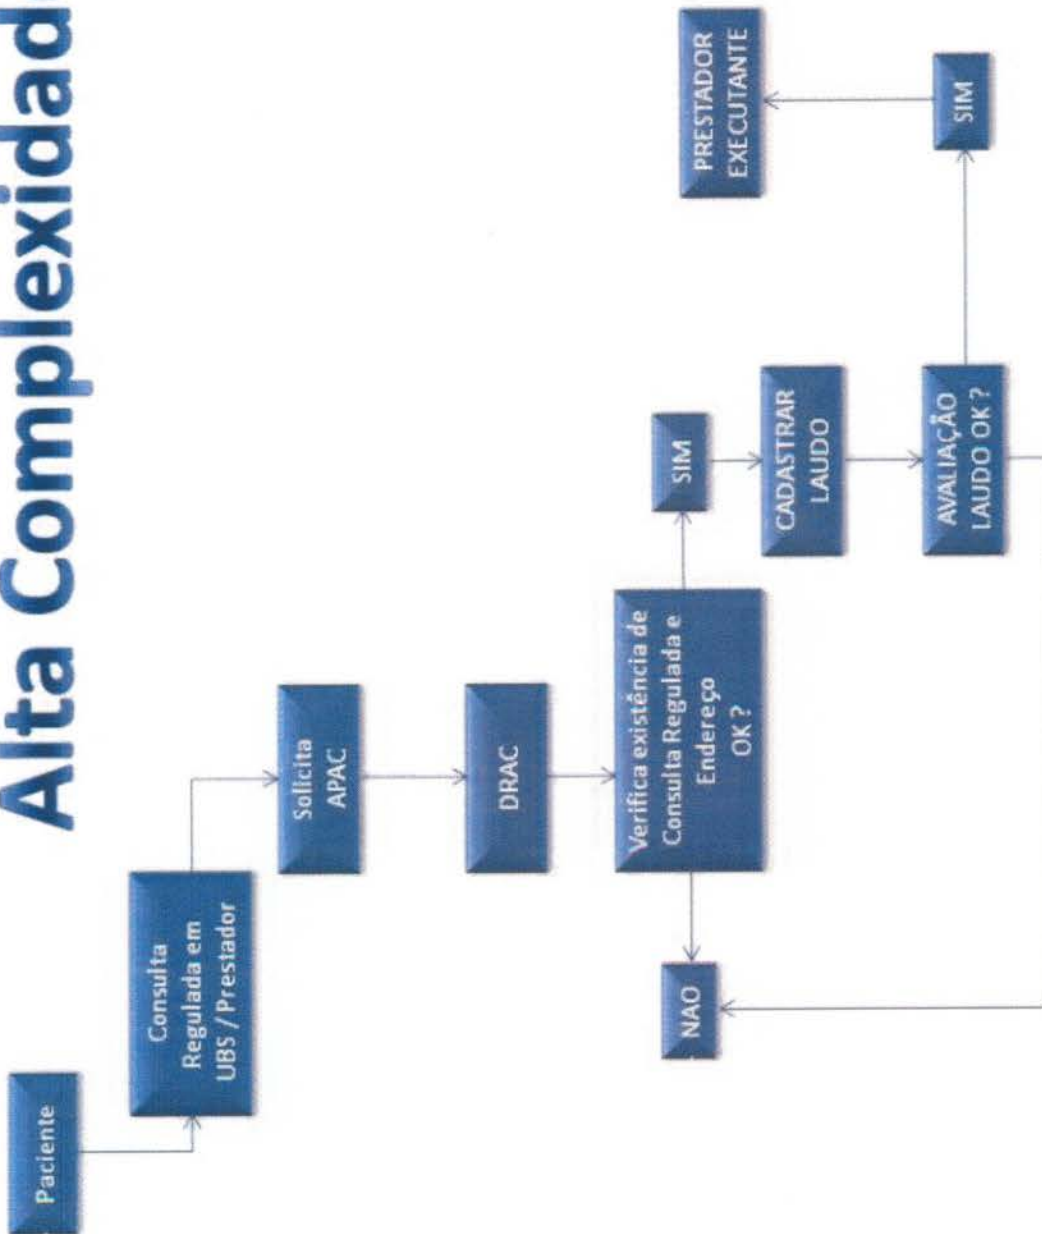 Alta Complexidad
Paciente
Consulta
Regulada em
UBS / Prestador
Solicita
APAC
DRAC
Verifica existência de
Consulta Regulada e
Endereço
OK ?
NAO
SIM
CADASTRAR
LAUDO
AVALIAÇÃO
LAUDO OK ?
SIM
PRESTADOR
EXECUTANTE